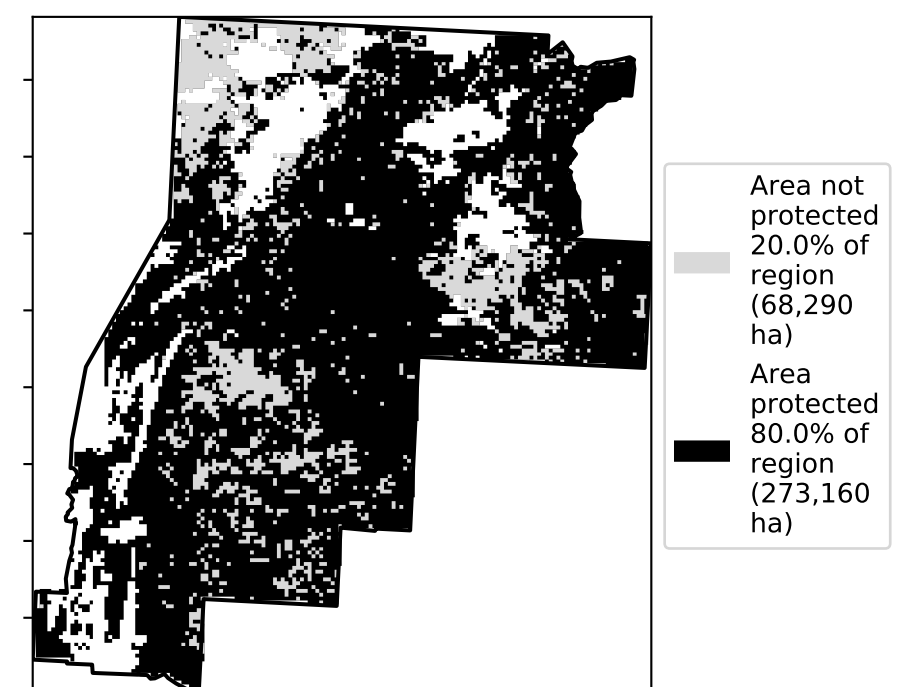 Area not
protected
20.0% of
region
(68,290
ha)
Area
protected
80.0% of
region
(273,160
ha)